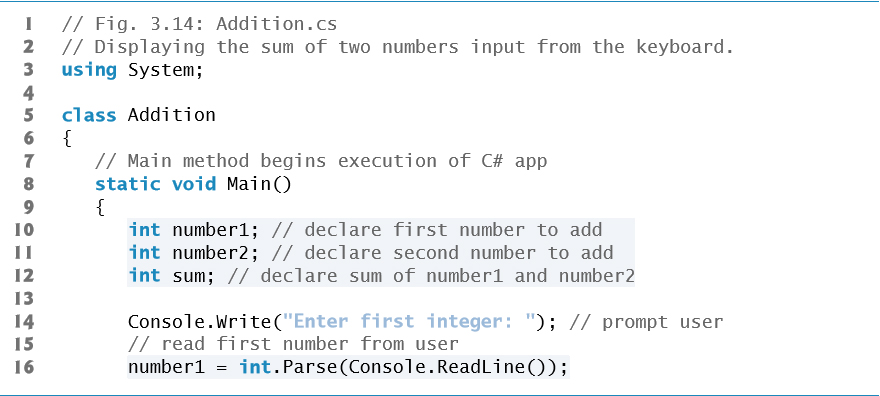 1 // Fig. 3.14: Addition.cs
2 // Displaying the sum of two numbers input from the keyboard.
3 using System;
4
5 class Addition
6 {
7 // Main method begins execution of C# app
8 static void Main()
9 {
10 int number1; // declare first number to add
11 int number2; // declare second number to add
12 int sum; // declare sum of number1 and number2
13
14 Console.Write("Enter first integer: "); // prompt user
15 // read first number from user
16 number1 = int.Parse(Console.ReadLine());